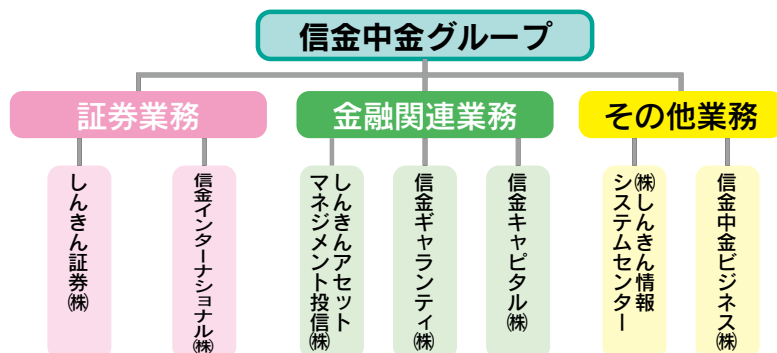 信金中金グループ
証券業務
金融関連業務
その他業務
しんきん証券㈱
信金インターナショナル㈱
しんきんアセット
マネジメント投信㈱
信金ギャランティ㈱
信金キャピタル㈱
㈱しんきん情報
システムセンター
信金中金ビジネス㈱